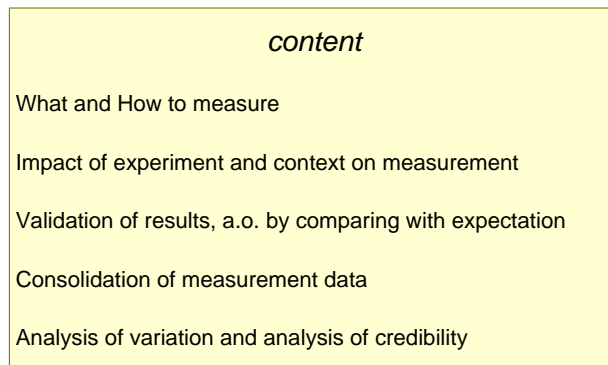 content
What and How to measure
Impact of experiment and context on measurement
Validation of results, a.o. by comparing with expectation
Consolidation of measurement data
Analysis of variation and analysis of credibility